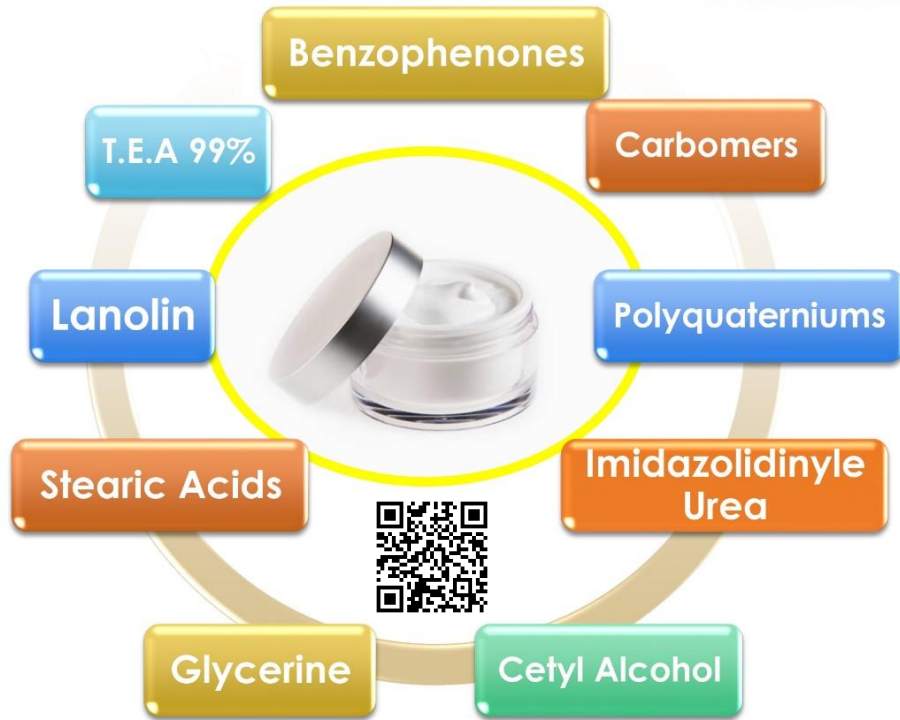 Benzophenones
Carbomers
Polyquaterniums
Imidazolidinyle
Urea
Cetyl Alcohol
Glycerine
Stearic Acids
Lanolin
T.E.A 99%